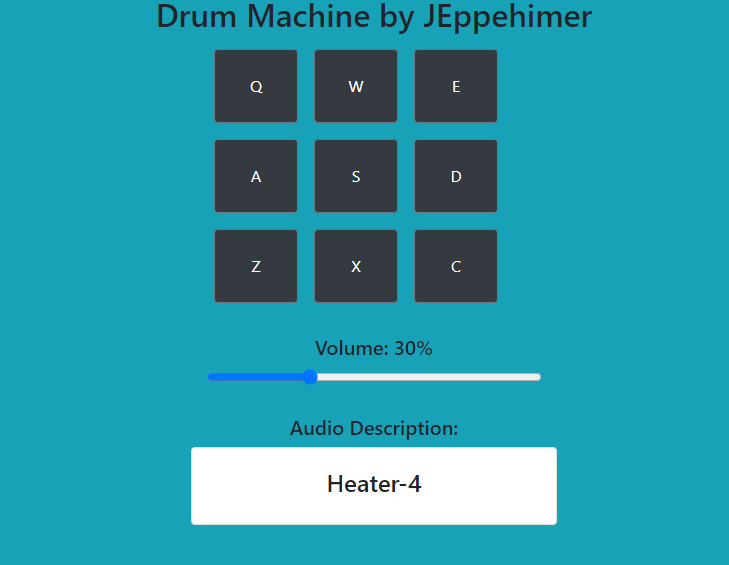 Drum Machine by JEppehimer
Q W E
A S D
Z X C
Volume: 30%
Audio Description:
Heater-4